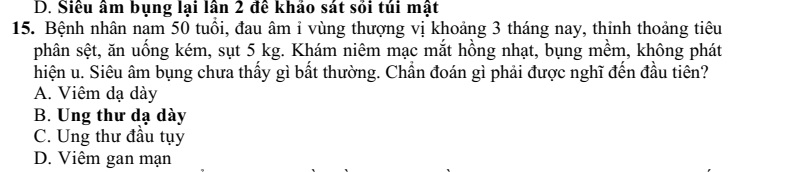 D. Siêu âm bụng lại lần 2 để khảo sát sỏi túi mật
15. Bệnh nhân nam 50 tuổi, đau âm ỉ vùng thượng vị khoảng 3 tháng nay, thỉnh thoảng tiêu
phân sệt, ăn uống kém, sụt 5 kg. Khám niêm mạc mắt hồng nhạt, bụng mềm, không phát
hiện u. Siêu âm bụng chưa thấy gì bất thường. Chẩn đoán gì phải được nghĩ đến đầu tiên?
A. Viêm dạ dày
B. Ung thư dạ dày
C. Ung thư đầu tụy
D. Viêm gan mạn